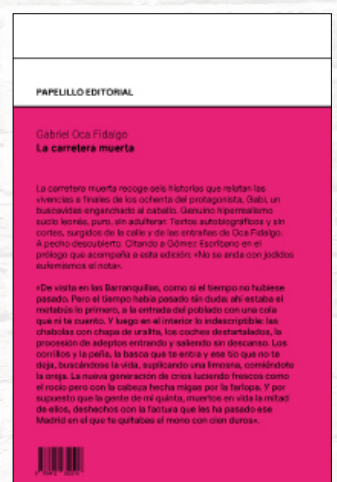 PAPELILLO EDITORIAL
Gabriel Oca Fidalgo
La carretera muerta
La carretera muerta recoge seis historias que relatan las
vivencias a finales de los ochenta del protagonista, Gabi, un
buscavidas enganchado al caballo. Genuino hiperrealismo
sucio leonés, puro, sin adulterar. Textos autobiográficos y sin
cortes, surgidos de la calle y de las entrañas de Oca Fidalgo.
A pecho descubierto. Citando a Gómez Escribano en el
prólogo que acompaña a esta edición: «No se anda con jodidos
eufemismos el nota».
«De visita en las Barranquillas, como si el tiempo no hubiese
pasado. Pero el tiempo había pasado sin duda: ahí estaba el
metabús lo primero, a la entrada del poblado con una cola
que ni te cuento. Y luego en el interior lo indescriptible: las
chabolas con chapa de uralita, los coches destartalados, la
procesión de adeptos entrando y saliendo sin descanso. Los
corrillos y la peña, la basca que te entra y ese tío que no te
deja, buscándose la vida, suplicando una limosna, comiéndote
la oreja. La nueva generación de críos luciendo frescos como
el rocío pero con la cabeza hecha migas por la farlopa. Y por
supuesto que la gente de mi quinta, muertos en vida la mitad
de ellos, deshechos con la factura que les ha pasado ese
Madrid en el que te quitabas el mono con cien duros».